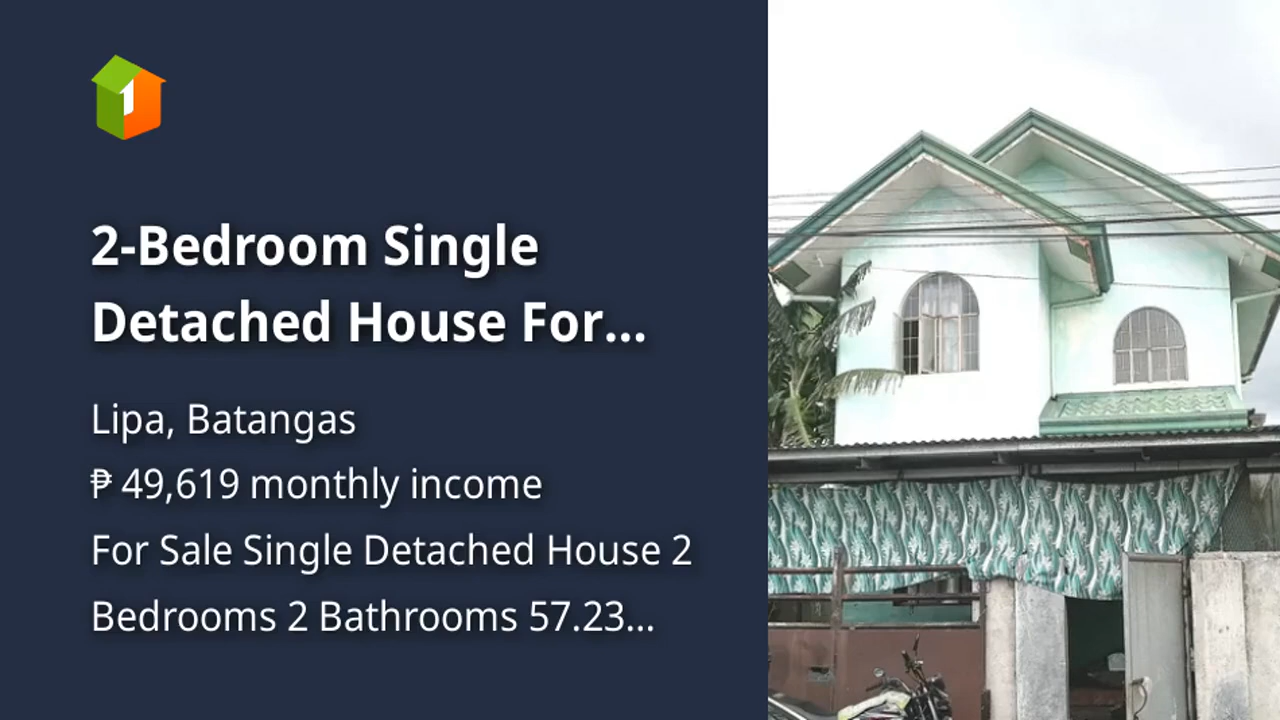 2-Bedroom Single
Detached House For...
Lipa, Batangas
₱ 49,619 monthly income
For Sale Single Detached House 2
Bedrooms 2 Bathrooms 57.23...